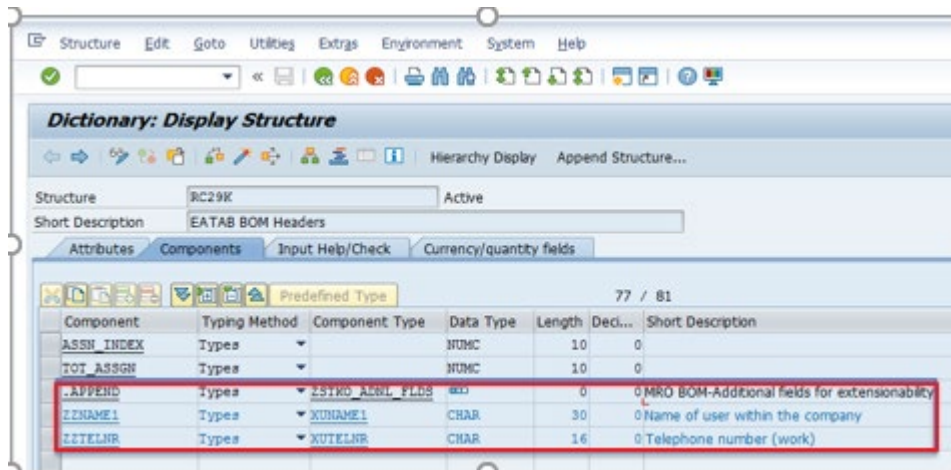 Structure Edit Goto Utilities Extras Environment System Help
Dictionary: Display Structure
Hierarchy Display Append Structure...
Structure RC29K Active
Short Description EATAB BOM Headers
Attributes Components Input Help/Check Currency/quantity fields
Predefined Type 77 / 81
Component Typing Method Component Type Data Type Length Deci... Short Description
ASSN_INDEX Types NUMC 10 0
TOT_ASSGN Types NUMC 10 0
.APPEND Types ZSTKO_ADNL_FLDS 0 0 MRO BOM-Additional fields for extensionability
ZZNAME1 Types XUNAME1 CHAR 30 0 Name of user within the company
ZZTELNR Types XUTELNR CHAR 16 0 Telephone number (work)